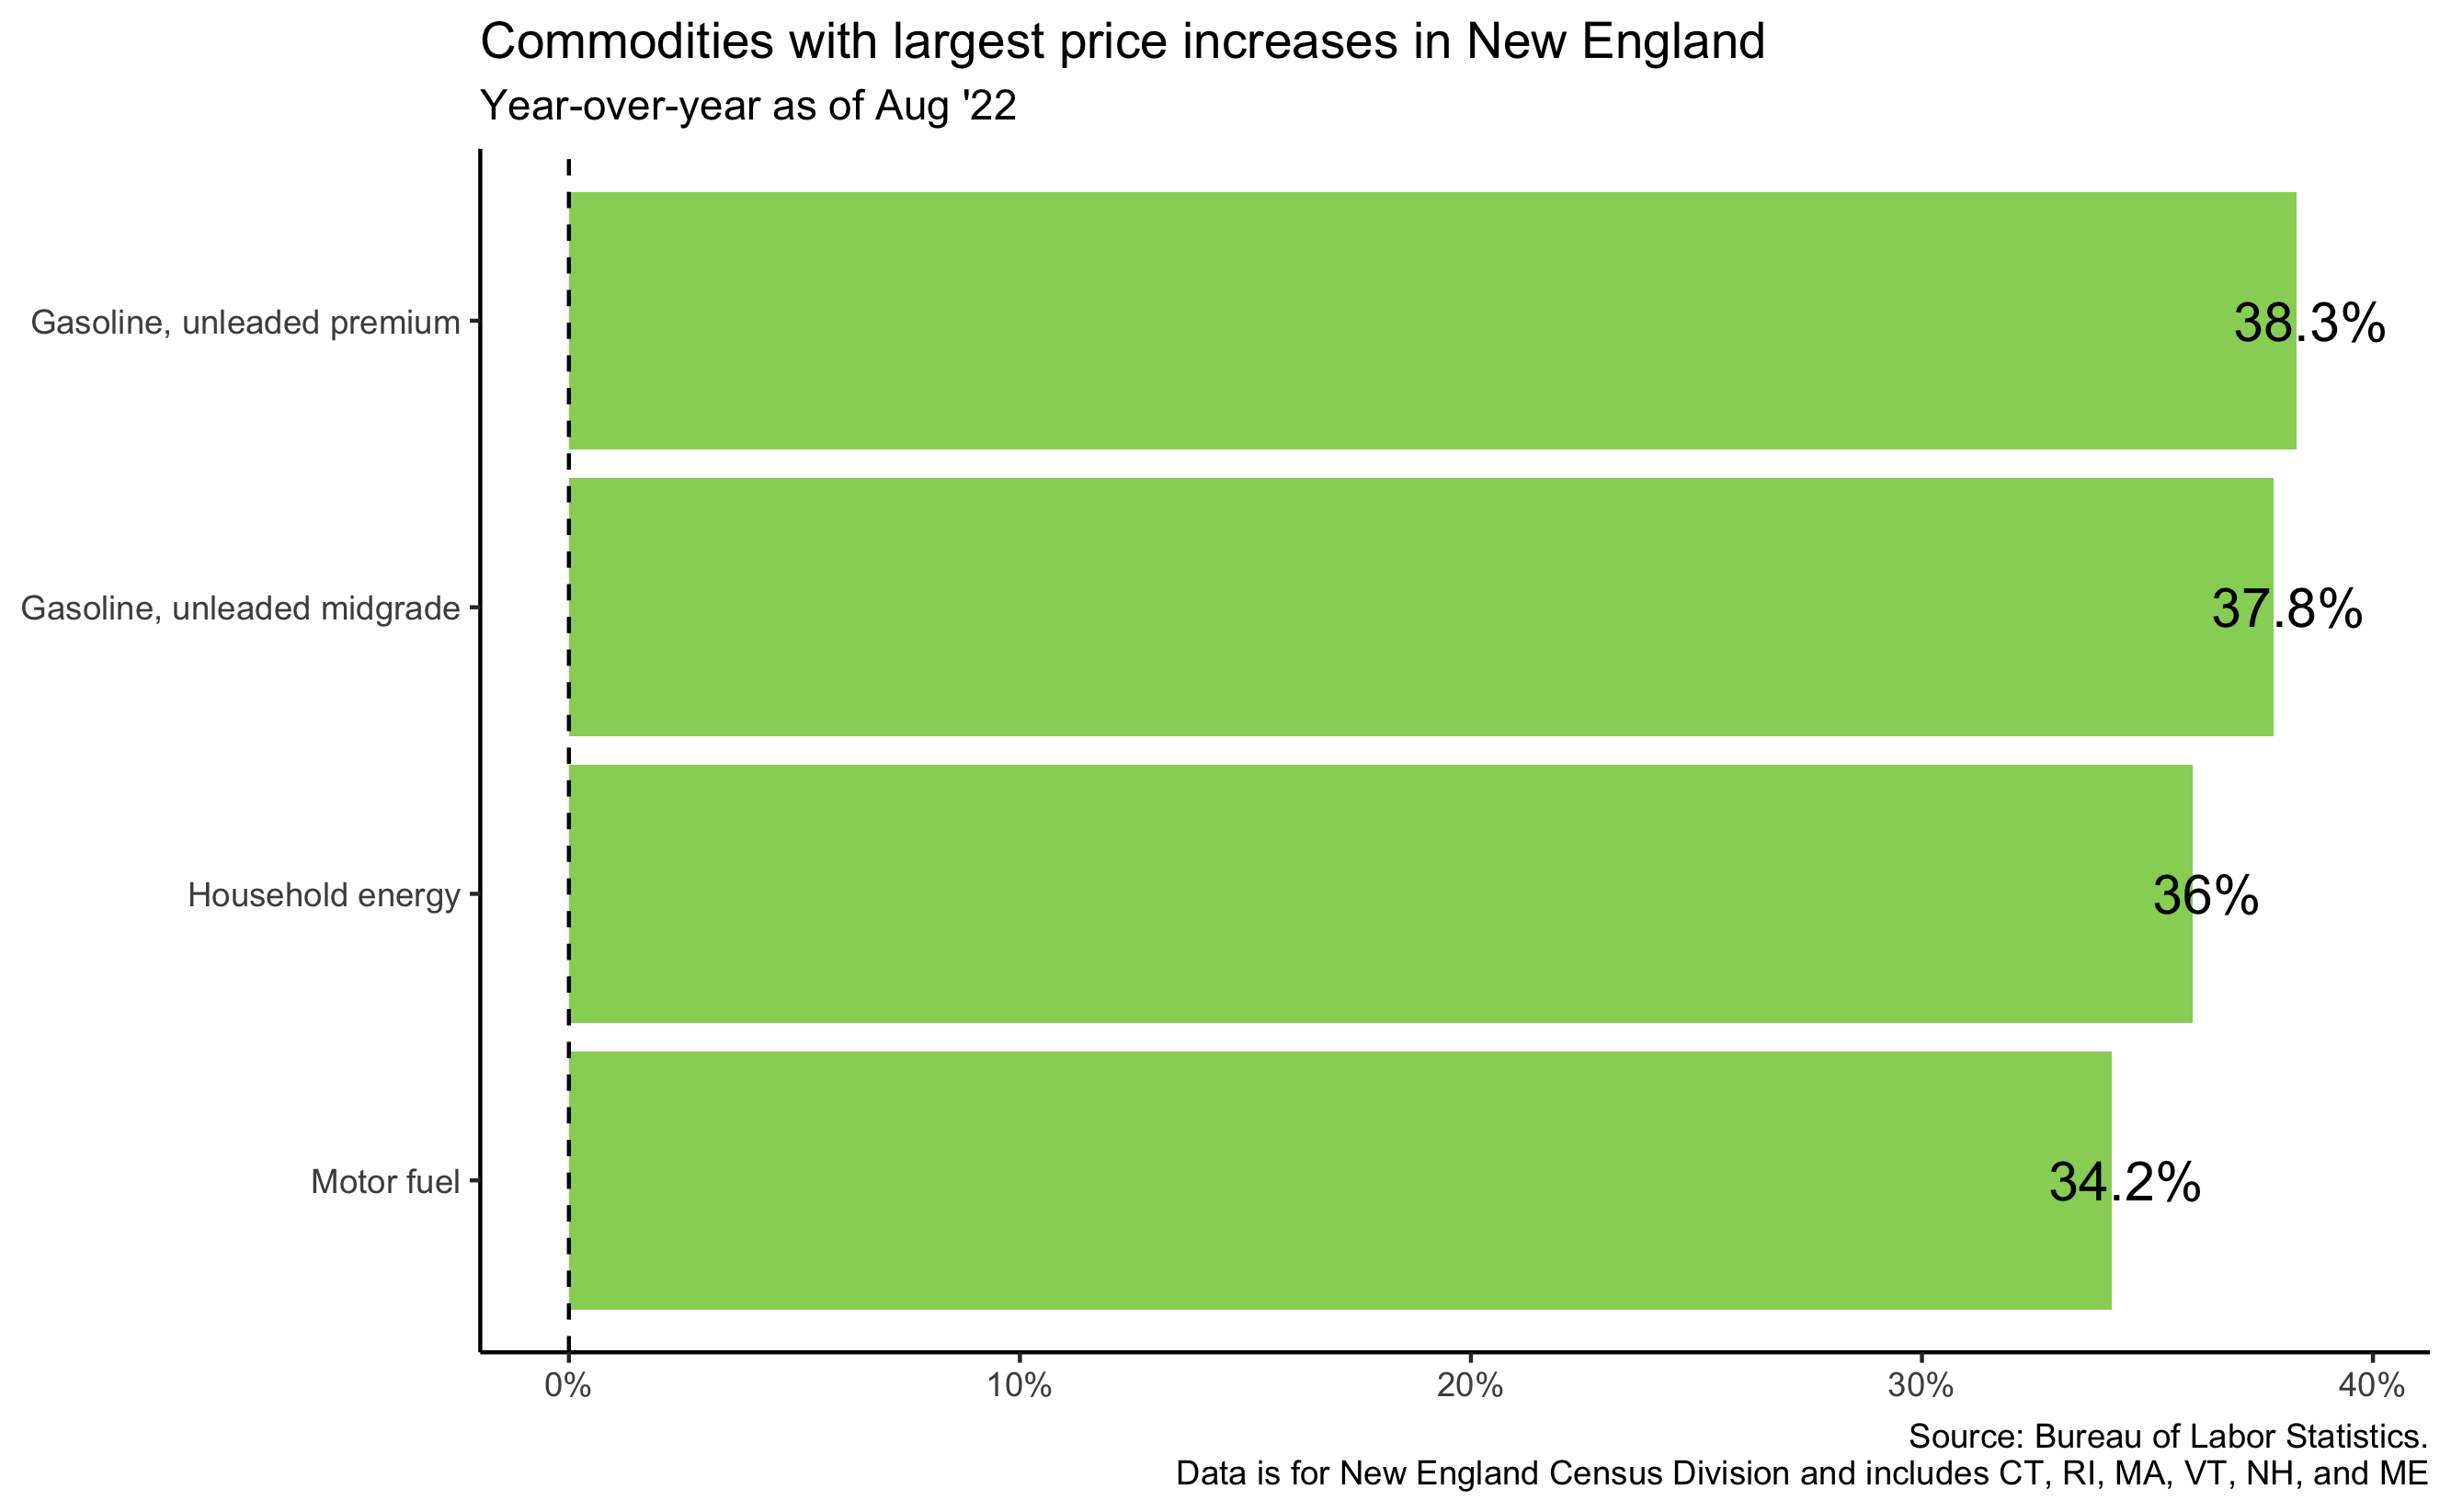 Commodities with largest price increases in New England
Year-over-year as of Aug '22
Gasoline, unleaded premium
38.3%
Gasoline, unleaded midgrade
37.8%
Household energy
36%
Motor fuel
34.2%
0%
10%
20%
30%
40%
Source: Bureau of Labor Statistics.
Data is for New England Census Division and includes CT, RI, MA, VT, NH, and ME